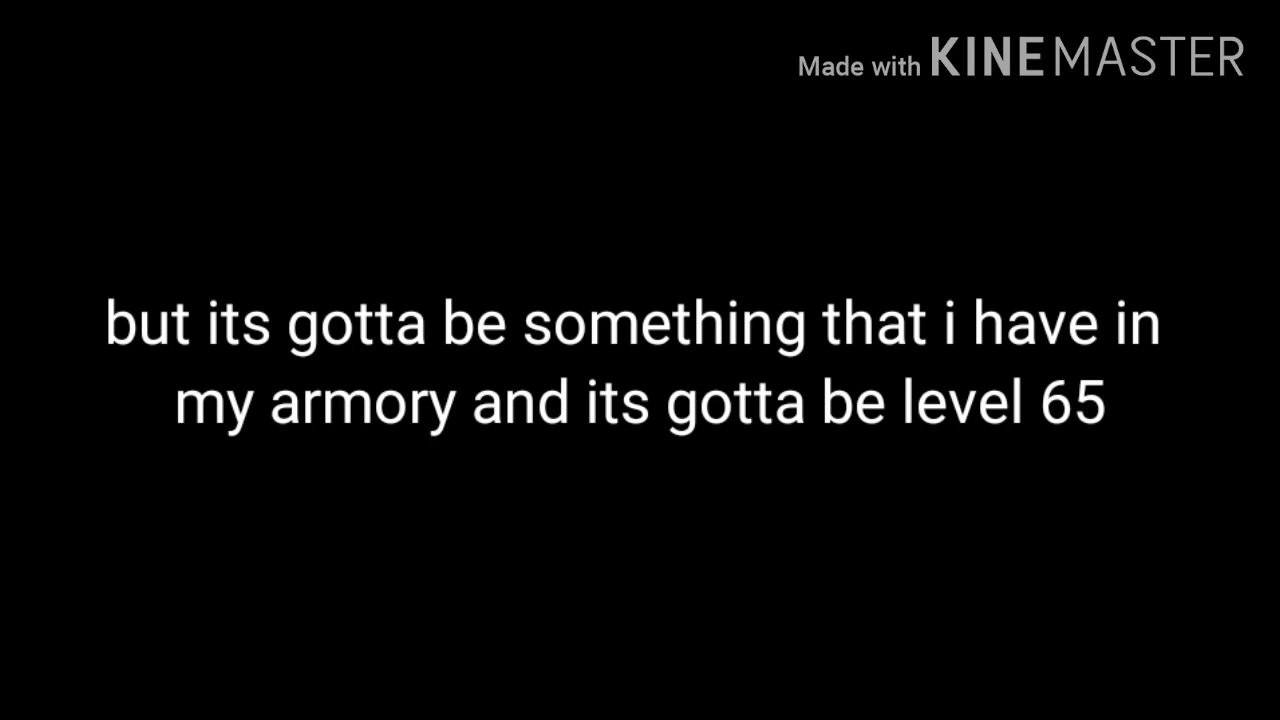 Made with KINEMASTER
but its gotta be something that i have in
my armory and its gotta be level 65